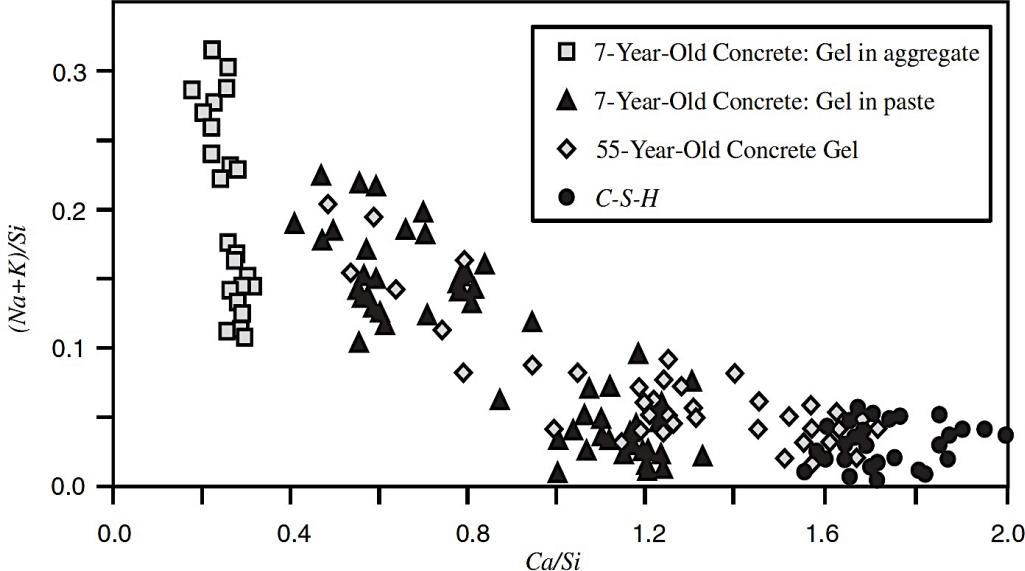 0.3
0.2
0.1
0.0
(Na+K)/Si
7-Year-Old Concrete: Gel in aggregate
7-Year-Old Concrete: Gel in paste
55-Year-Old Concrete Gel
C-S-H
0.0 0.4 0.8 1.2 1.6 2.0
Ca/Si